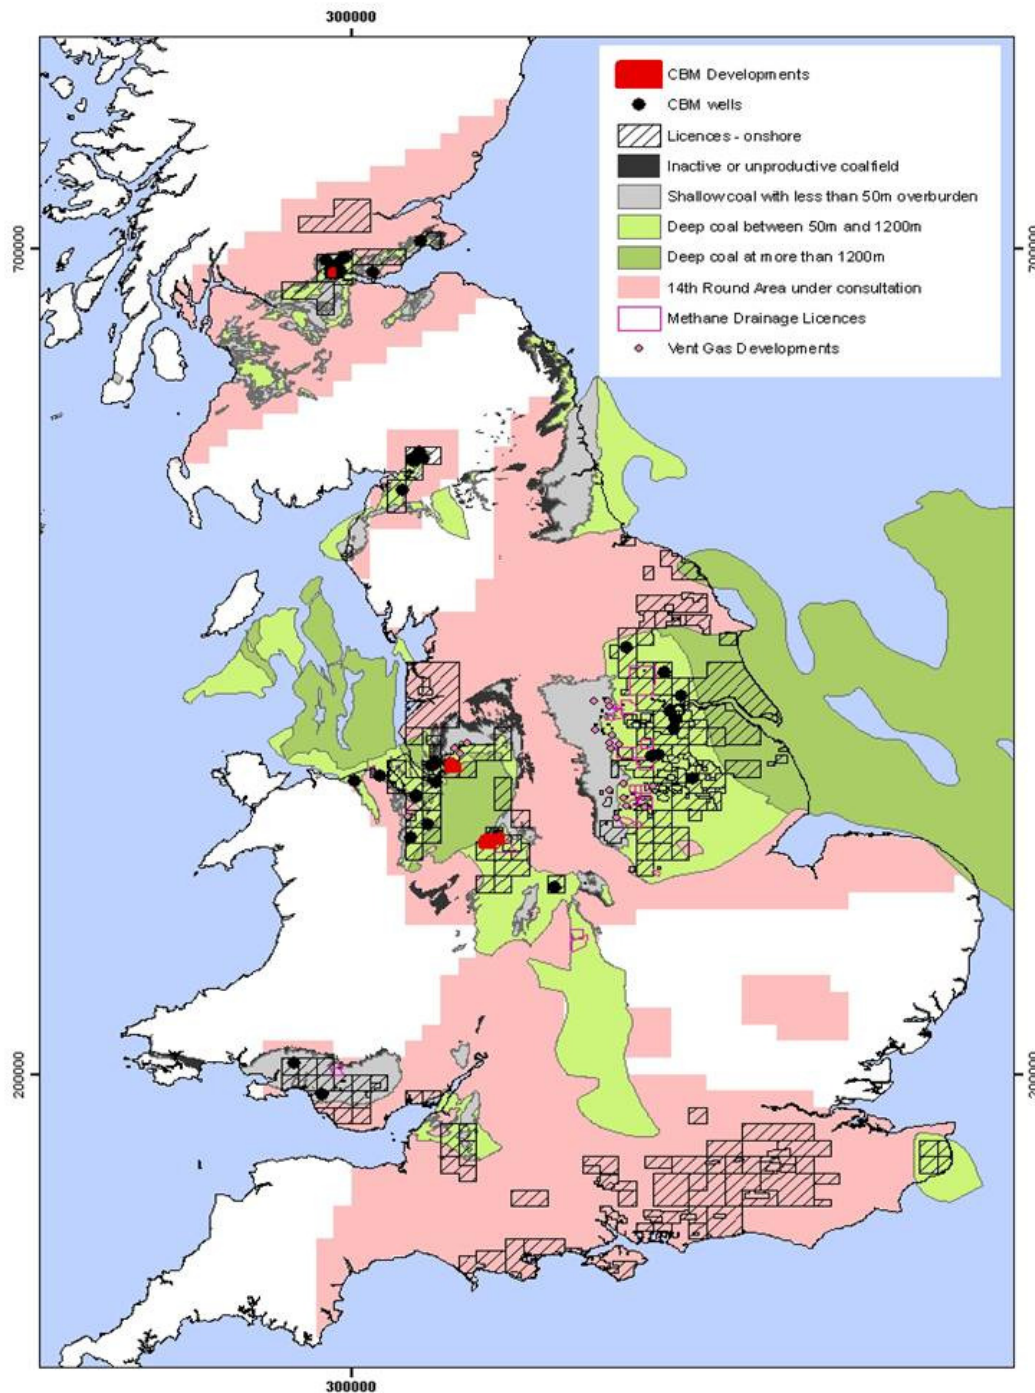 300000
CBM Developments
CBM wells
Licences - onshore
Inactive or unproductive coalfield
Shallow coal with less than 50m overburden
Deep coal between 50m and 1200m
Deep coal at more than 1200m
14th Round Area under consultation
Methane Drainage Licences
Vent Gas Developments
700000
700000
200000
200000
300000